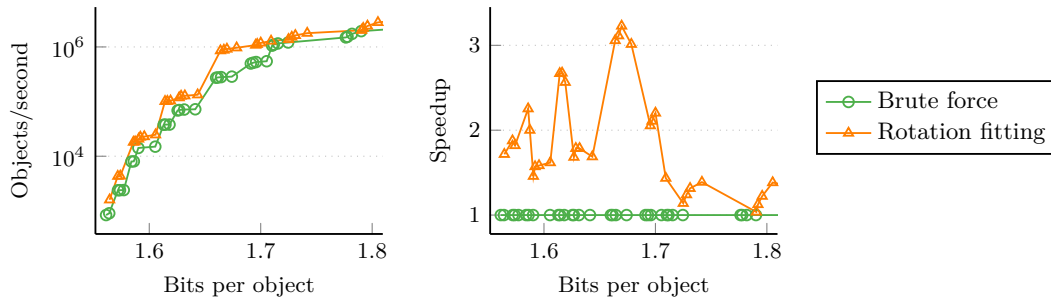 Objects/second
10^6
10^4
1.6
1.7
1.8
Bits per object
Speedup
3
2
1
1.6
1.7
1.8
Bits per object
Brute force
Rotation fitting